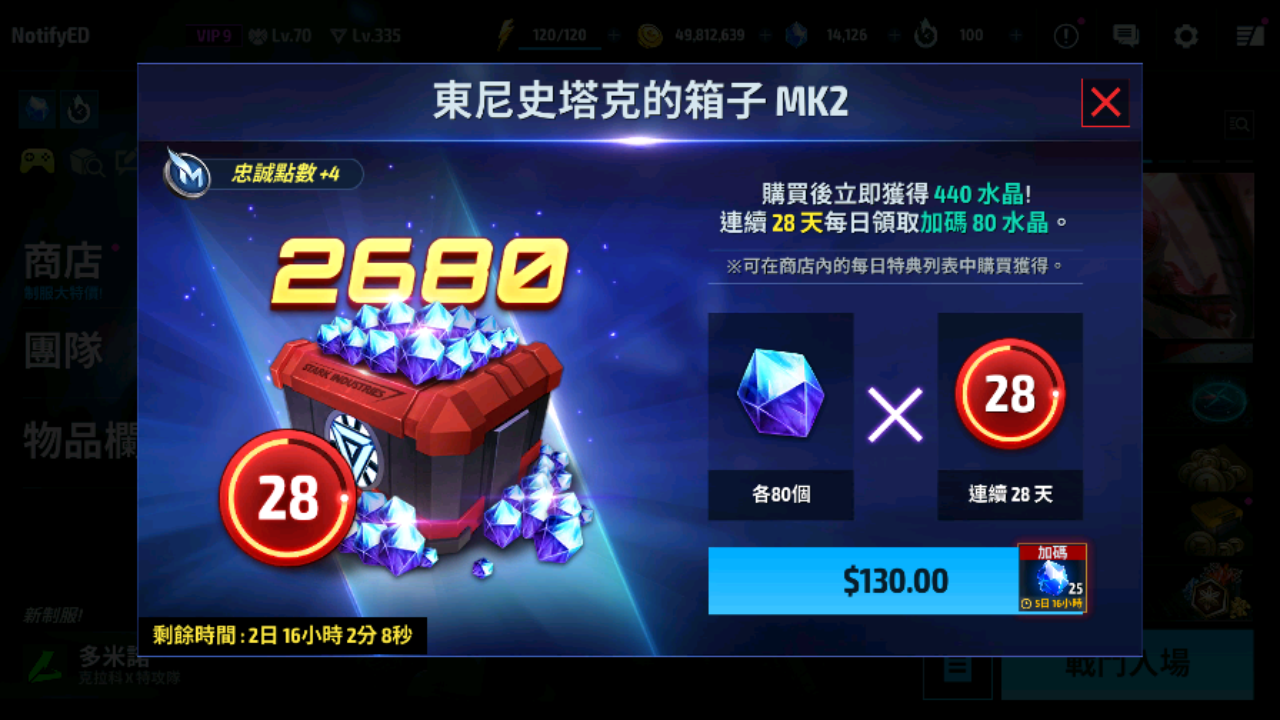 NotifyED
VIP 9
Lv.70
Lv.335
120/120
49,812,639
14,126
100
東尼史塔克的箱子 MK2
忠誠點數 +4
2680
STARK INDUSTRIES
28
剩餘時間 : 2日 16小時 2分 8秒
購買後立即獲得 440 水晶!
連續 28 天每日領取加碼 80 水晶。
※可在商店內的每日特典列表中購買獲得。
28
各80個
連續 28 天
$130.00
加碼
25
5日 16小時
商店
制服大特價!
團隊
物品欄
新制服!
多米諾
克拉科 X 特攻隊
戰鬥入場